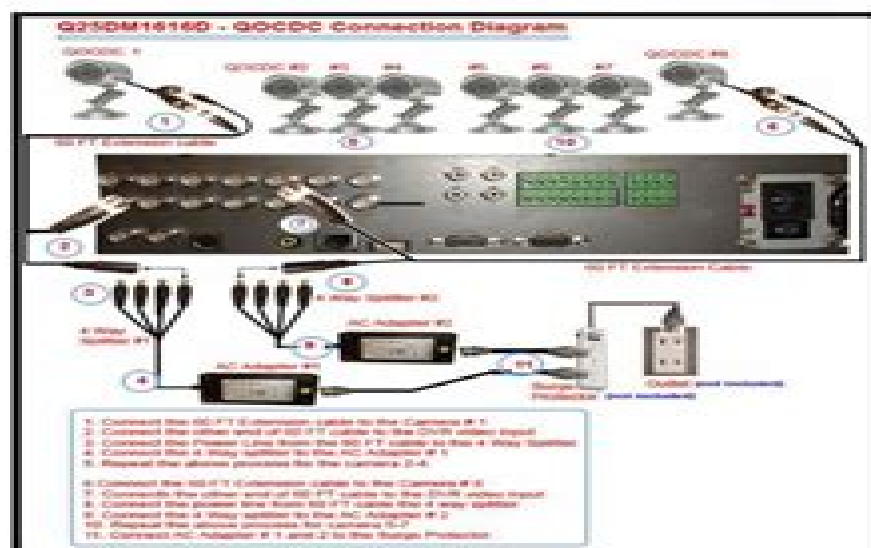 Q25DM1616D - QOCDC Connection Diagram
QOCDC 1
QOCDC #2 #3 #4
#5 #6 #7
QOCDC #8
60 FT Extension cable
60 FT Extension Cable
4 Way
Splitter #1
4 Way Splitter #2
AC Adapter #2
AC Adapter #1
Surge
Protector (not included)
Outlet (not included)
1. Connect the 60 FT Extension cable to the Camera # 1
2. Connect the other end of 60 FT cable to the DVR video input
3. Connect the Power Line from the 60 FT cable to the 4 Way Splitter
4. Connect the 4 Way splitter to the AC Adapter # 1
5. Repeat the above process for the camera 2-4
6. Connect the 60 FT Extension cable to the Camera # 8
7. Connects the other end of 60 FT cable to the DVR video input
8. Connect the power line from 60 FT cable the 4 way splitter
9. Connect the 4 Way splitter to the AC Adapter # 2
10. Repeat the above process for camera 5-7
11. Connect AC Adapter # 1 and 2 to the Surge Protector